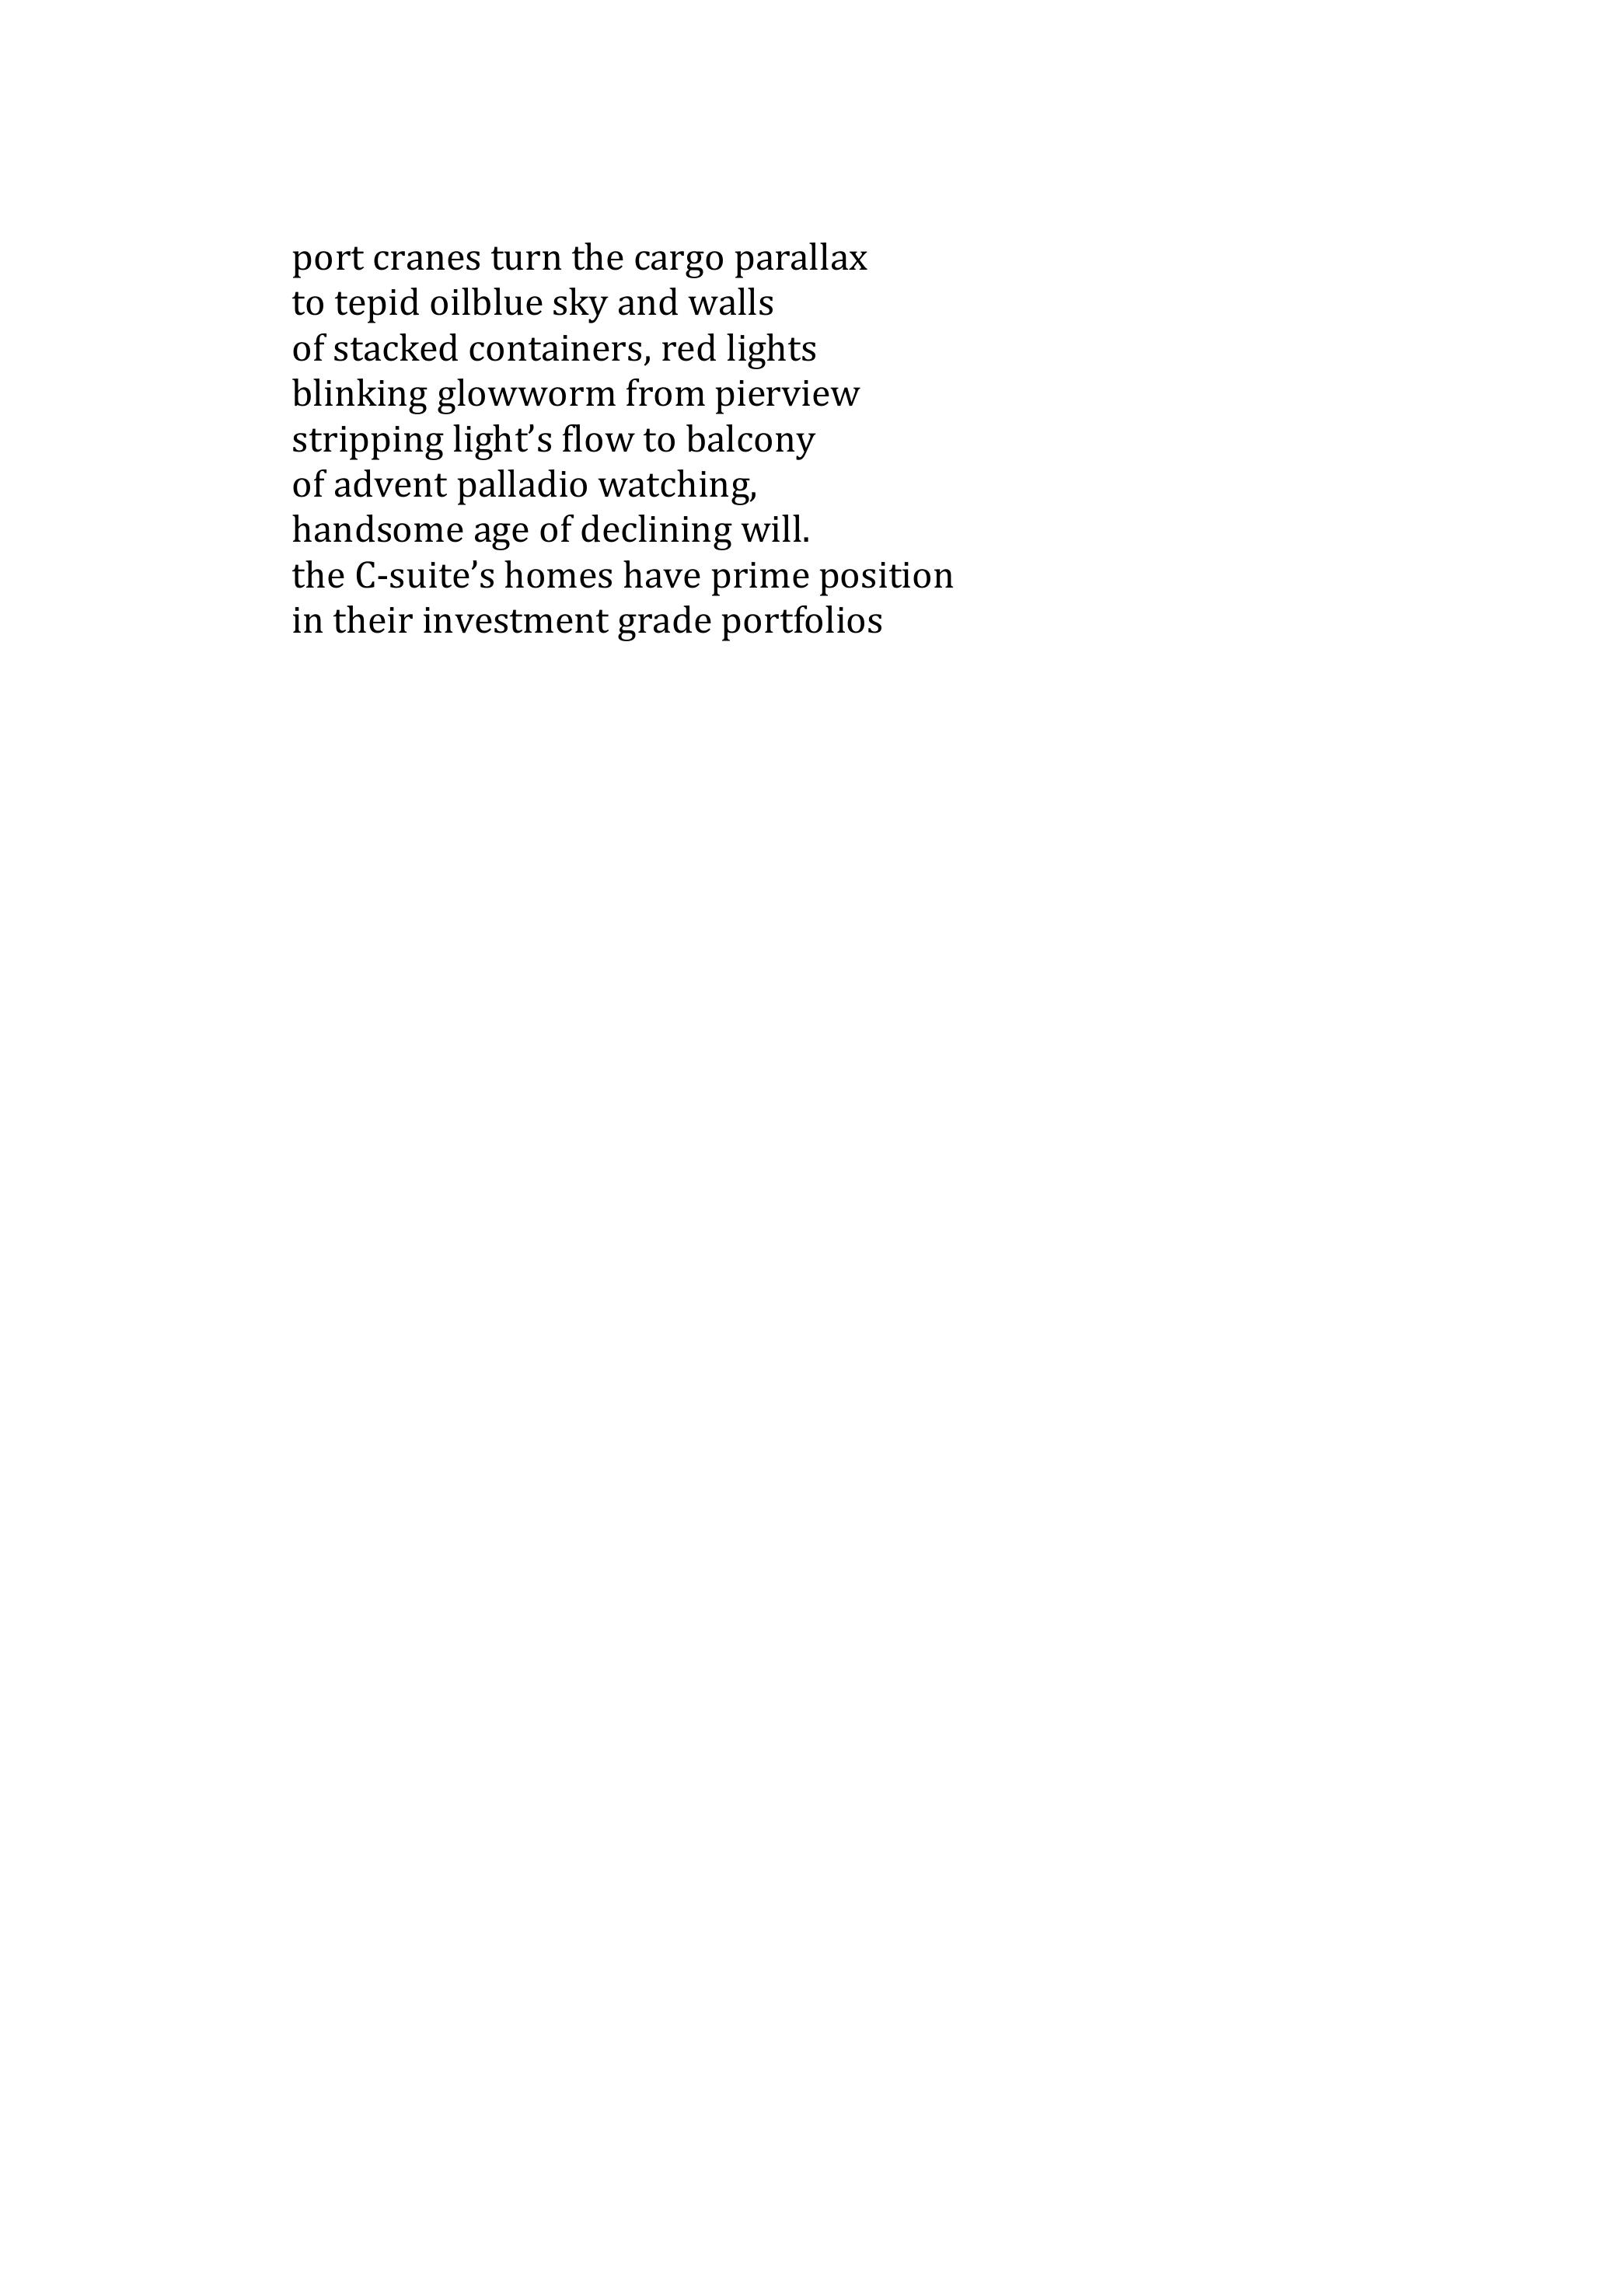 port cranes turn the cargo parallax
to tepid oilblue sky and walls
of stacked containers, red lights
blinking glowworm from pierview
stripping light’s flow to balcony
of advent palladio watching,
handsome age of declining will.
the C-suite’s homes have prime position
in their investment grade portfolios